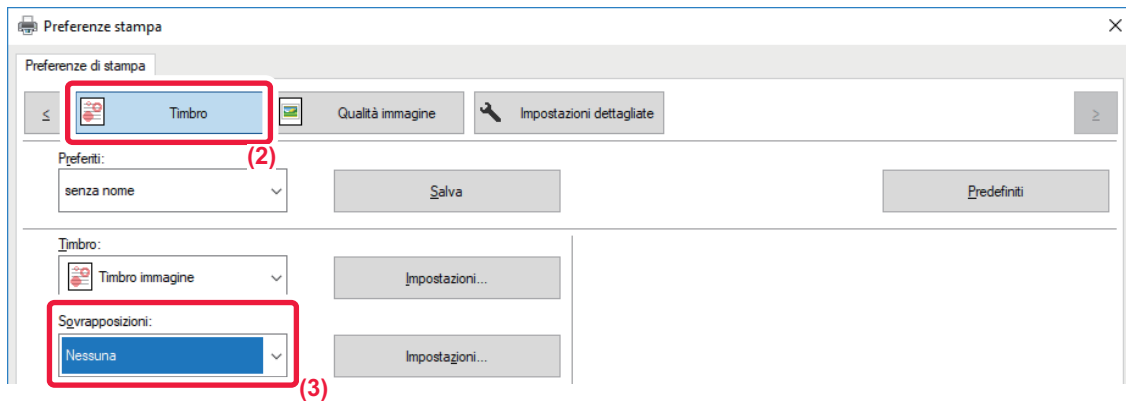 Preferenze stampa
Preferenze di stampa
< Timbro Qualità immagine Impostazioni dettagliate >
(2)
Preferiti:
senza nome Salva Predefiniti
Timbro:
Timbro immagine Impostazioni...
Sovrapposizioni:
Nessuna Impostazioni...
(3)